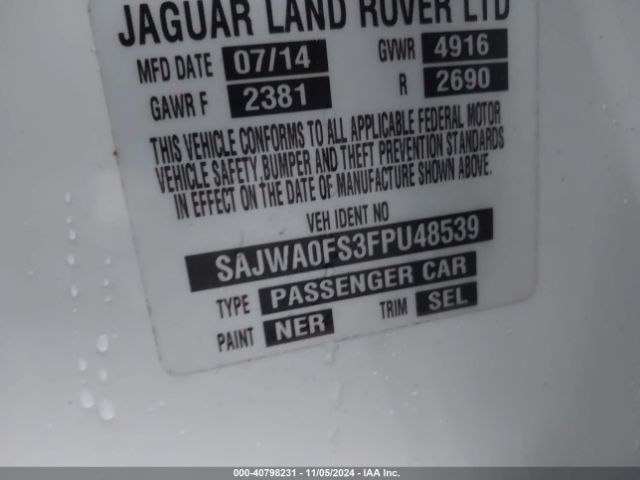 JAGUAR LAND ROVER LTD
MFD DATE 07/14 GVWR 4916
GAWR F 2381 R 2690
THIS VEHICLE CONFORMS TO ALL APPLICABLE FEDERAL MOTOR
VEHICLE SAFETY,BUMPER AND THEFT PREVENTION STANDARDS
IN EFFECT ON THE DATE OF MANUFACTURE SHOWN ABOVE.
VEH IDENT NO
SAJWA0FS3FPU48539
TYPE PASSENGER CAR
PAINT NER TRIM SEL
000-40798231 - 11/05/2024 - IAA Inc.